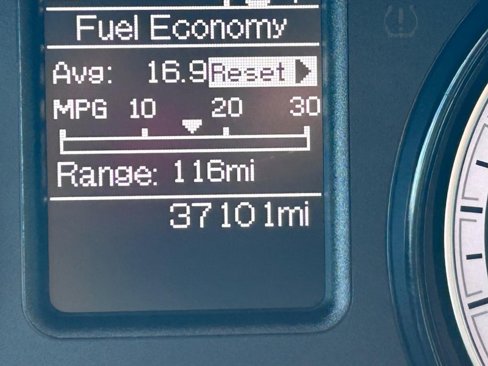 Fuel Economy
Avg: 16.9 Reset
MPG 10 20 30
Range: 116mi
37101mi